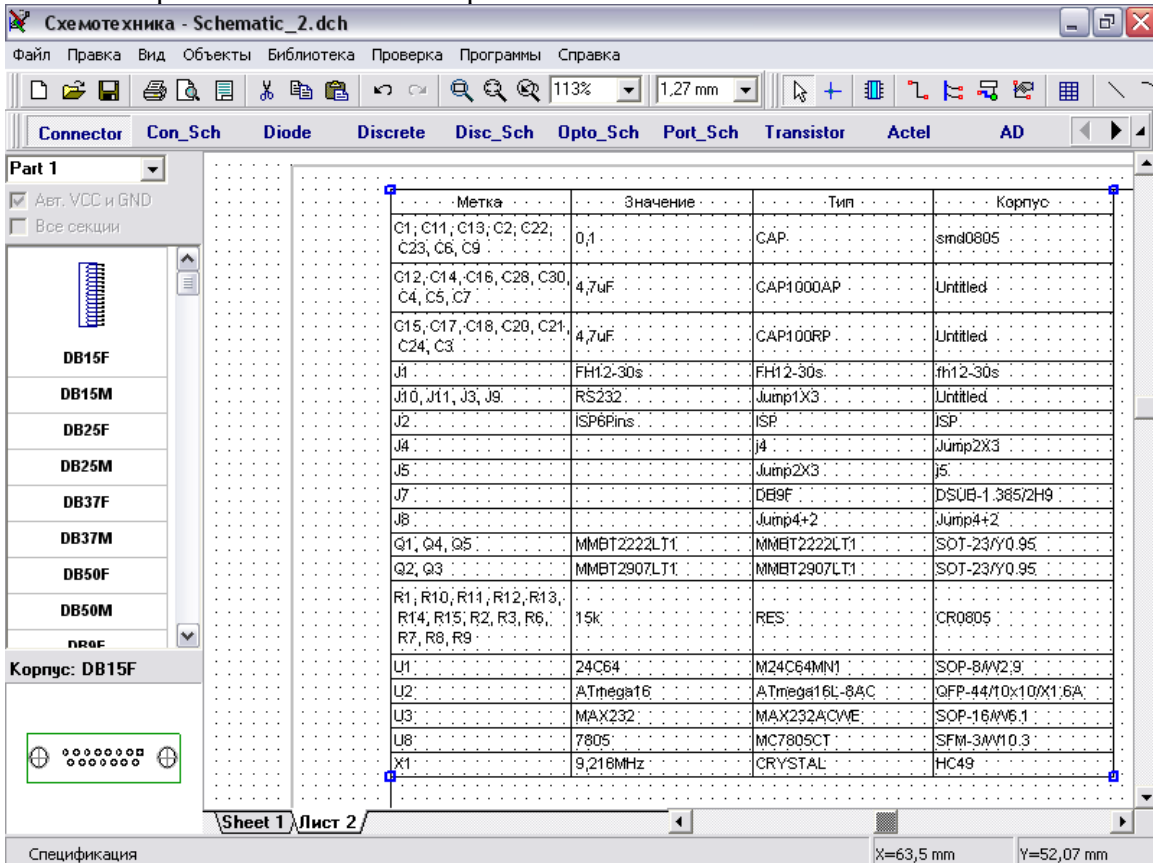 Схемотехника - Schematic_2.dch
Файл Правка Вид Объекты Библиотека Проверка Программы Справка
113% 1,27 mm
Connector Con_Sch Diode Discrete Disc_Sch Opto_Sch Port_Sch Transistor Actel AD
Part 1
Авт. VCC и GND
Все секции
DB15F
DB15M
DB25F
DB25M
DB37F
DB37M
DB50F
DB50M
DB9F
Корпус: DB15F
Метка Значение Тип Корпус
C1, C11, C13, C2, C22,
C23, C6, C9 0,1 CAP smd0805
C12, C14, C16, C28, C30,
C4, C5, C7 4,7uF CAP1000AP Untitled
C15, C17, C18, C20, C21,
C24, C3 4,7uF CAP100RP Untitled
J1 FH12-30s FH12-30s fh12-30s
J10, J11, J3, J9 RS232 Jump1X3 Untitled
J2 ISP6Pins ISP ISP
J4 j4 Jump2X3
J5 Jump2X3 j5
J7 DB9F DSUB-1.385/2H9
J8 Jump4+2 Jump4+2
Q1, Q4, Q5 MMBT2222LT1 MMBT2222LT1 SOT-23/Y0.95
Q2, Q3 MMBT2907LT1 MMBT2907LT1 SOT-23/Y0.95
R1, R10, R11, R12, R13,
R14, R15, R2, R3, R6,
R7, R8, R9 15k RES CR0805
U1 24C64 M24C64MN1 SOP-8/W2.9
U2 ATmega16 ATmega16L-8AC QFP-44/10x10/X1.6A
U3 MAX232 MAX232ACWE SOP-16/W6.1
U8 7805 MC7805CT SFM-3/W10.3
X1 9,216MHz CRYSTAL HC49
Sheet 1 Лист 2
Спецификация X=63,5 mm Y=52,07 mm